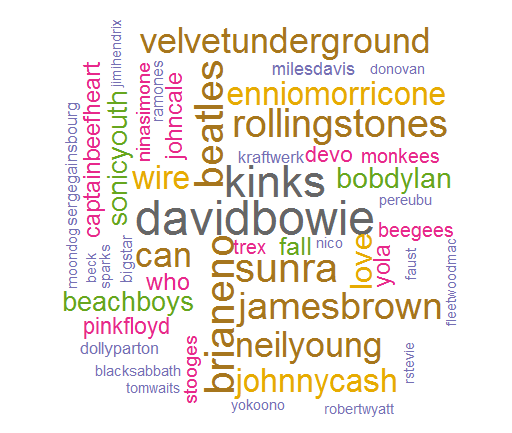 velvetunderground
jimihendrix
milesdavis
donovan
captainbeefheart
ninasimone
ramones
beatles
enniomorricone
sonicyouth
johncale
rollingstones
moondog
sergegainsbourg
kraftwerk
devo
monkees
wire
kinks
bobdylan
pereubu
davidbowie
beegees
can
trex
fall
nico
love
yola
faust
fleetwoodmac
beck
sparks
bigstar
who
sunra
beachboys
brianeno
jamesbrown
pinkfloyd
dollyparton
stooges
neilyoung
rstevie
blacksabbath
johnnycash
tomwaits
yokoono
robertwyatt